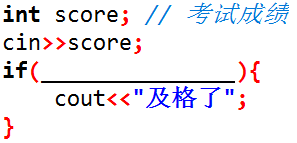 int score; // 考试成绩
cin>>score;
if(______________){
    cout<<"及格了";
}